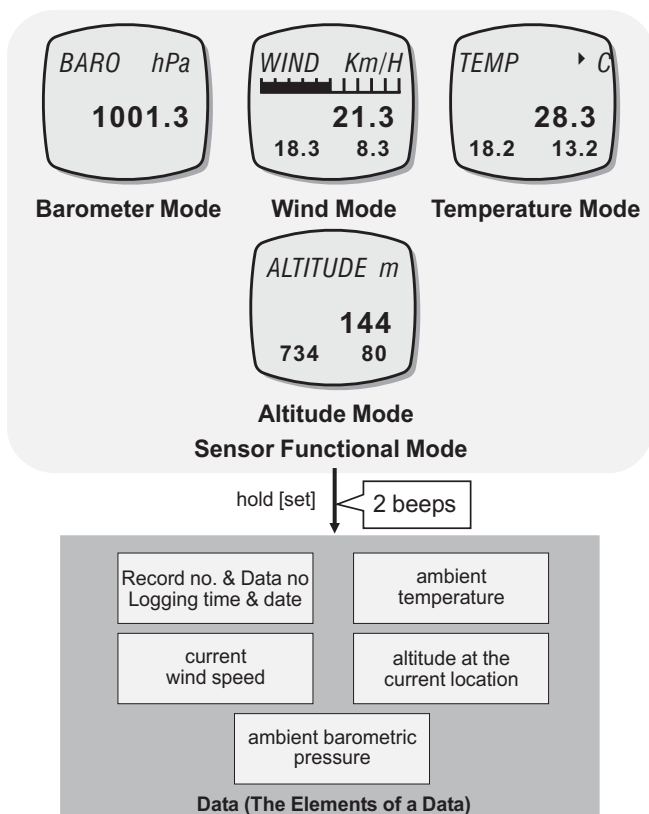 BARO hPa
1001.3
Barometer Mode
WIND Km/H
21.3
18.3 8.3
Wind Mode
TEMP C
28.3
18.2 13.2
Temperature Mode
ALTITUDE m
144
734 80
Altitude Mode
Sensor Functional Mode
hold [set]
2 beeps
Record no. & Data no
Logging time & date
ambient
temperature
current
wind speed
altitude at the
current location
ambient barometric
pressure
Data (The Elements of a Data)